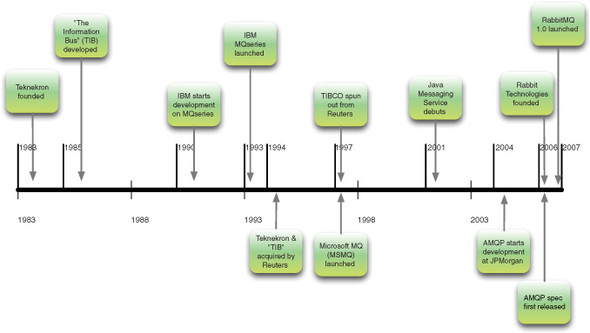 RabbitMQ
1.0 launched
"The
Information
Bus" (TIB)
developed
IBM
MQseries
launched
Teknekron
founded
IBM starts
development
on MQseries
TIBCO spun
out from
Reuters
Java
Messaging
Service
debuts
Rabbit
Technologies
founded
1983
1985
1990
1993
1994
1997
2001
2004
2006
2007
1983
1988
1993
1998
2003
Teknekron &
"TIB"
acquired by
Reuters
Microsoft MQ
(MSMQ)
launched
AMQP starts
development
at JPMorgan
AMQP spec
first released